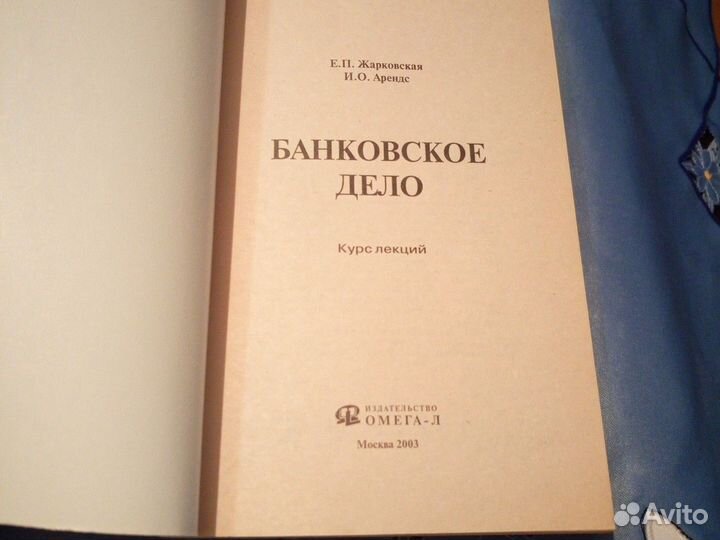 Е.П. Жарковская
И.О. Арендс
БАНКОВСКОЕ
ДЕЛО
Курс лекций
ИЗДАТЕЛЬСТВО
ОМЕГА-Л
Москва 2003
Avito